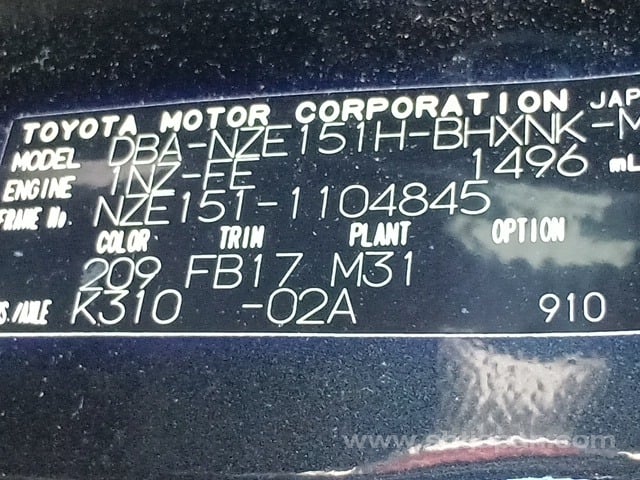 TOYOTA MOTOR CORPORATION JAP
MODEL DBA-NZE151H-BHXNK-M
ENGINE 1NZ-FE 1496 mL
FRAME No. NZE151-1104845
COLOR TRIM PLANT OPTION
209 FB17 M31
S./AXLE K310 -02A 910